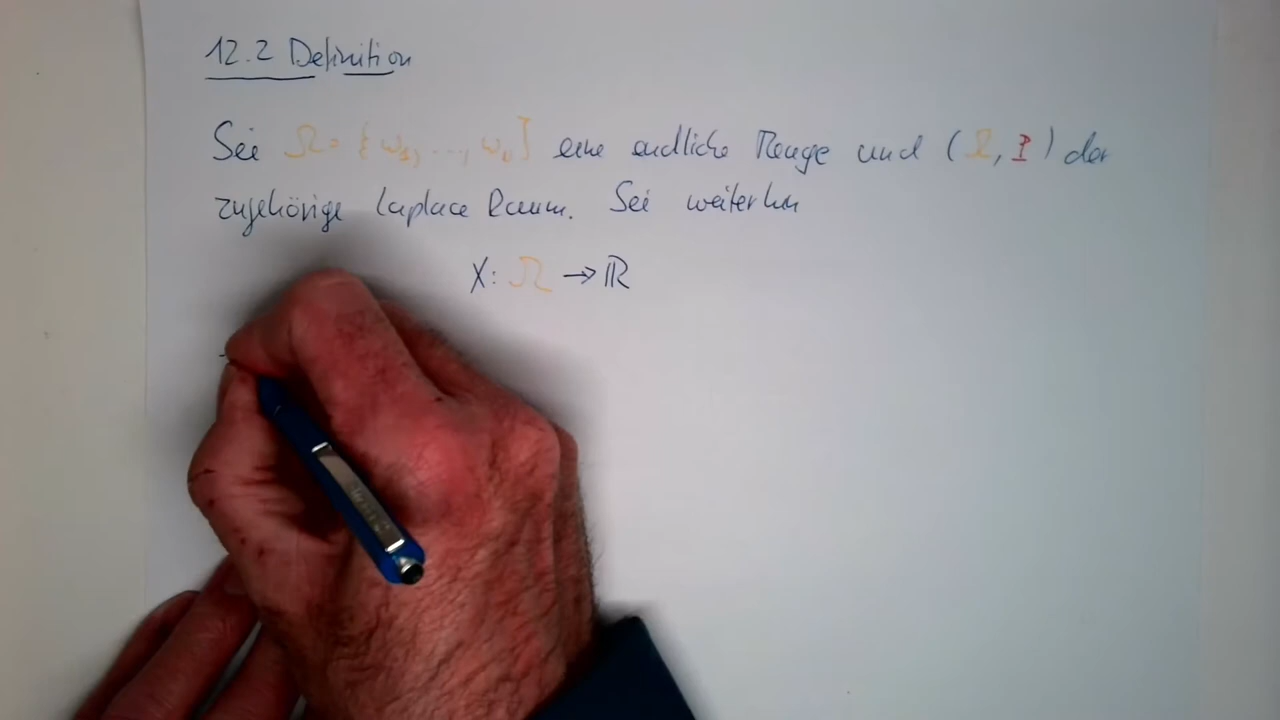 12.2 Definition
Sei Ω = {ω₁, ..., ωₙ} eine endliche Menge und (Ω, P) der
zugehörige Laplace Raum. Sei weiterhin
X: Ω → ℝ